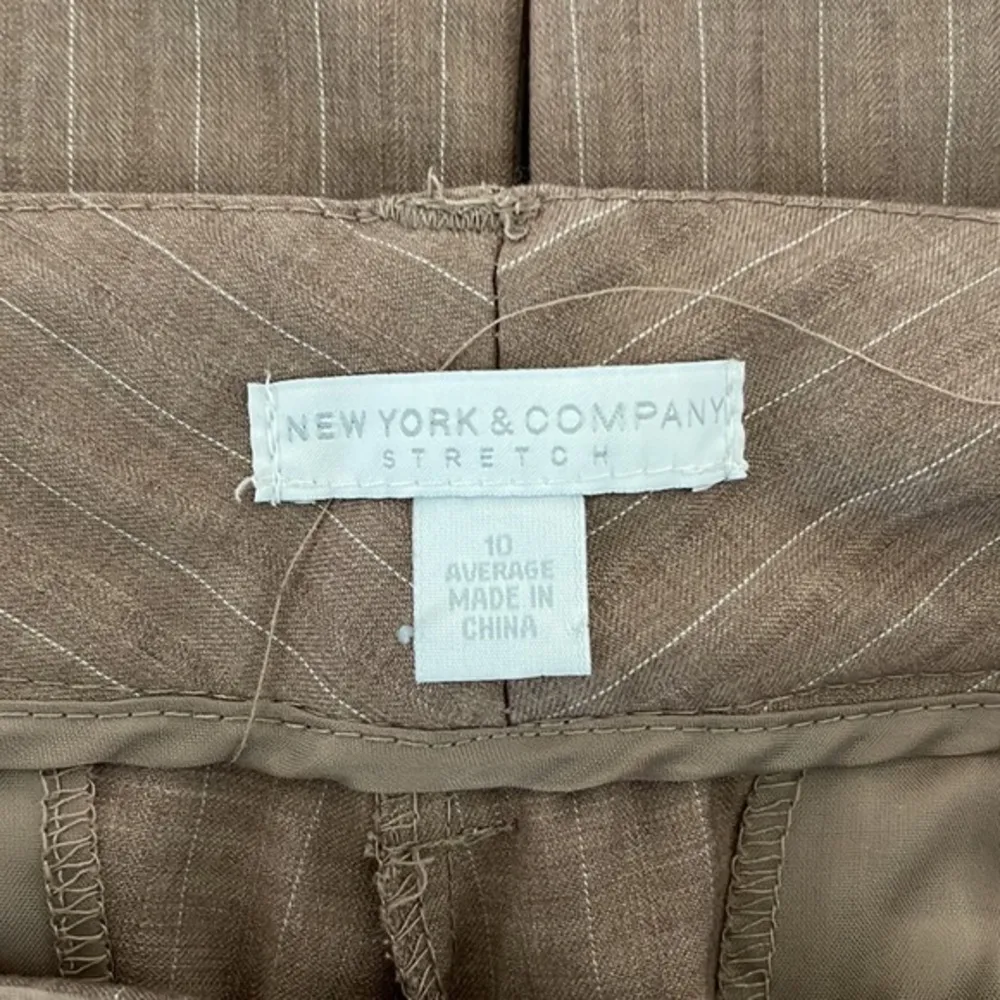 NEW YORK & COMPANY
STRETCH
10
AVERAGE
MADE IN
CHINA